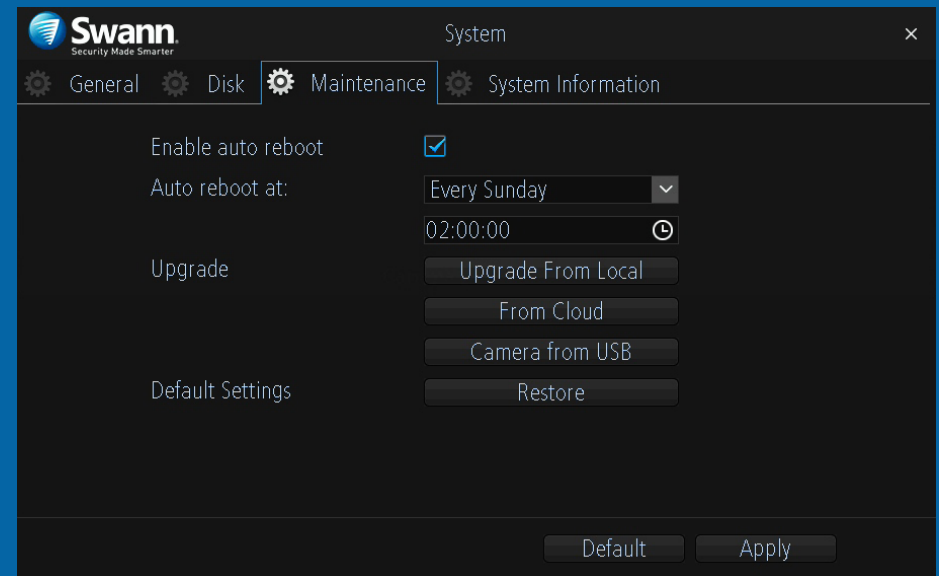 Swann.
Security Made Smarter
System
General Disk Maintenance System Information
Enable auto reboot
Auto reboot at: Every Sunday
02:00:00
Upgrade Upgrade From Local
From Cloud
Camera from USB
Default Settings Restore
Default Apply